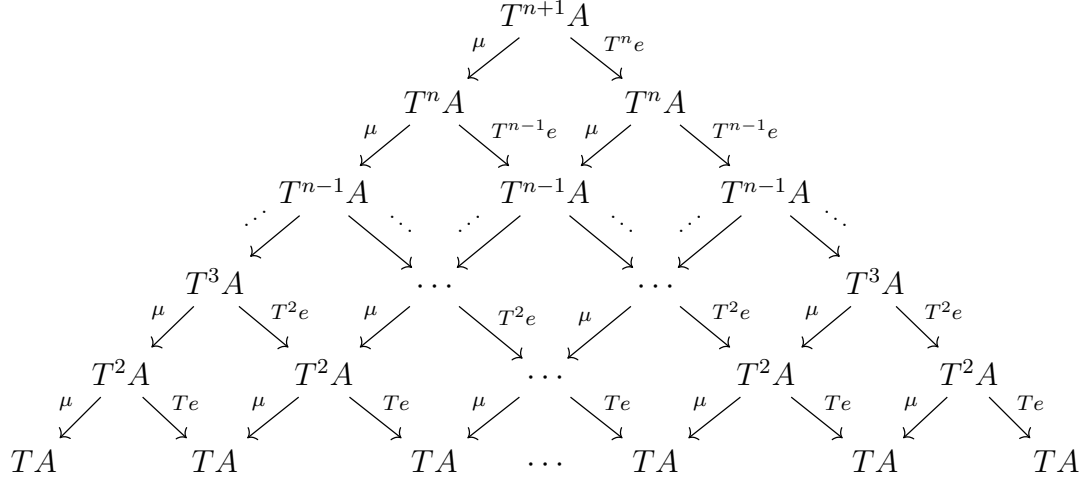 T^{n+1}A
μ T^n e
T^n A T^n A
μ T^{n-1}e μ T^{n-1}e
T^{n-1}A T^{n-1}A T^{n-1}A
⋰ ⋱ ⋰ ⋱ ⋰ ⋱
T^3 A ⋯ ⋯ T^3 A
μ T^2 e μ T^2 e μ T^2 e μ T^2 e
T^2 A T^2 A ⋯ T^2 A T^2 A
μ Te μ Te μ Te μ Te μ Te
TA TA TA ⋯ TA TA TA